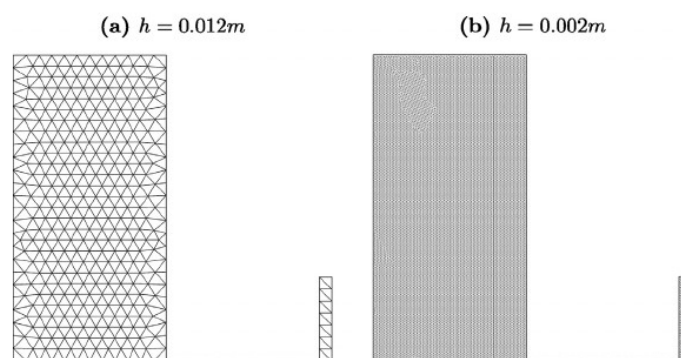 (a) h = 0.012m
(b) h = 0.002m